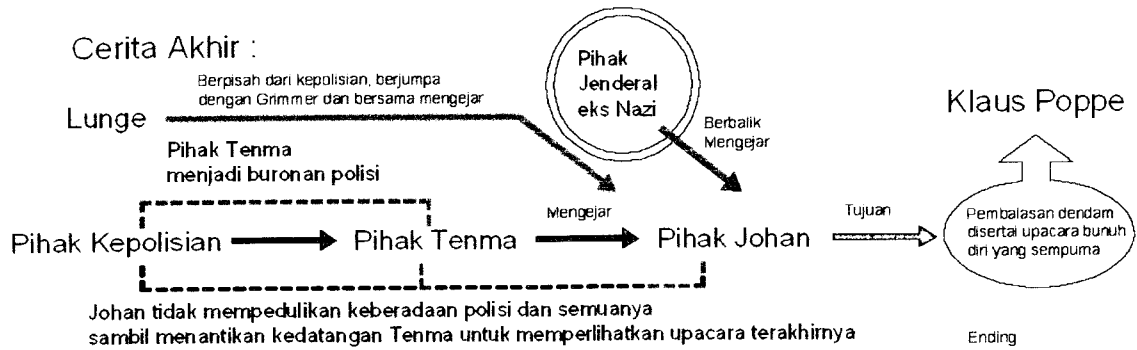 Cerita Akhir :
Berpisah dari kepolisian, berjumpa
dengan Grimmer dan bersama mengejar
Lunge
Pihak
Jenderal
eks Nazi
Berbalik
Mengejar
Klaus Poppe
Pihak Tenma
menjadi buronan polisi
Pihak Kepolisian
Pihak Tenma
Mengejar
Pihak Johan
Tujuan
Pembalasan dendam
disertai upacara bunuh
diri yang sempurna
Johan tidak mempedulikan keberadaan polisi dan semuanya
sambil menantikan kedatangan Tenma untuk memperlihatkan upacara terakhirnya
Ending